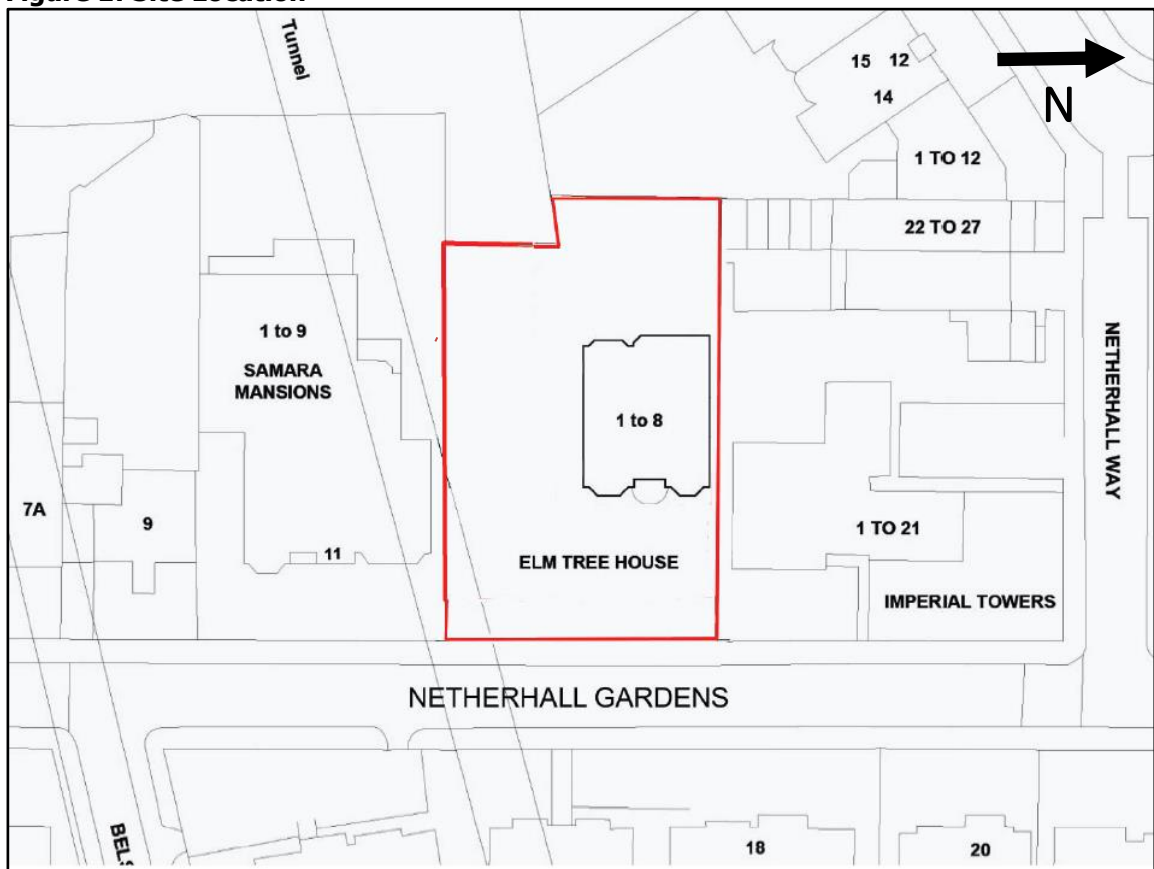 Tunnel
15 12
14
N
1 TO 12
22 TO 27
1 to 9
SAMARA
MANSIONS
1 to 8
NETHERHALL WAY
7A
9
11
1 TO 21
ELM TREE HOUSE
IMPERIAL TOWERS
NETHERHALL GARDENS
18
20